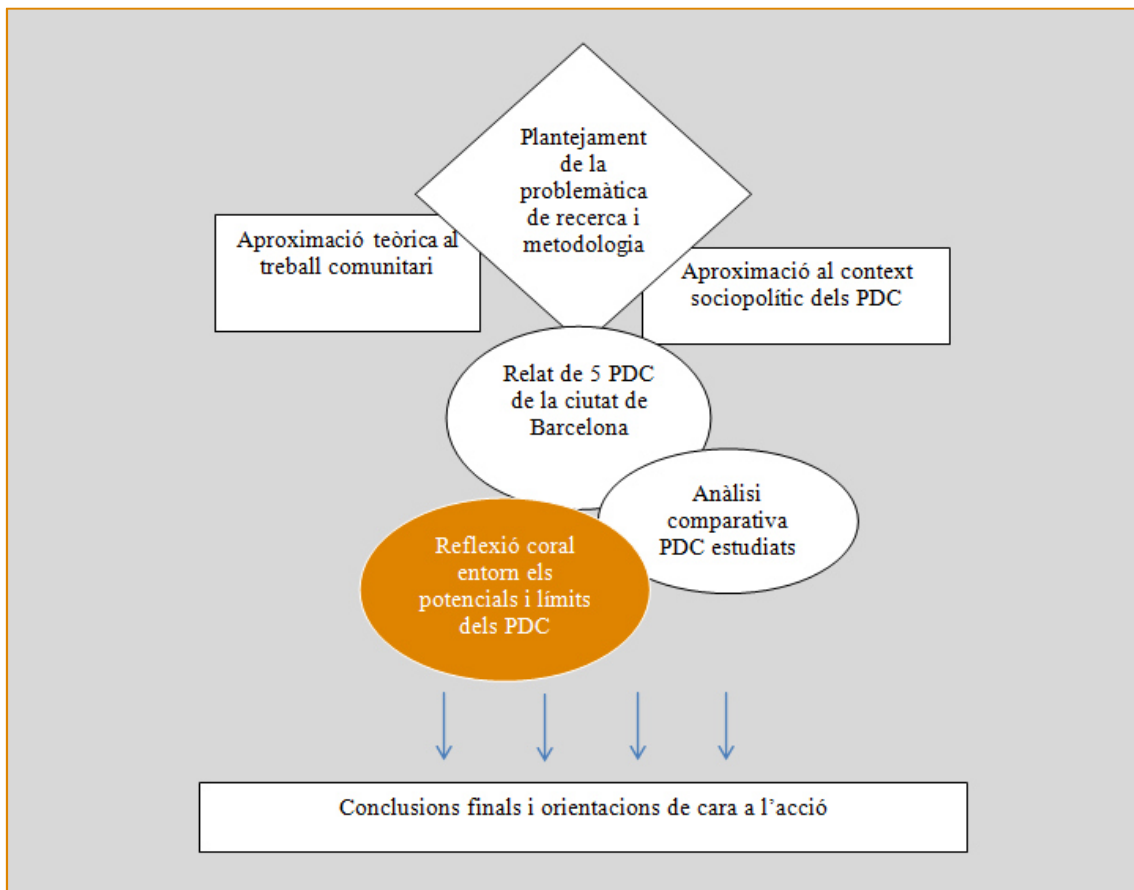 Plantejament
de la
problemàtica
de recerca i
metodologia
Aproximació teòrica al
treball comunitari
Aproximació al context
sociopolític dels PDC
Relat de 5 PDC
de la ciutat de
Barcelona
Anàlisi
comparativa
PDC estudiats
Reflexió coral
entorn els
potencials i límits
dels PDC
Conclusions finals i orientacions de cara a l’acció